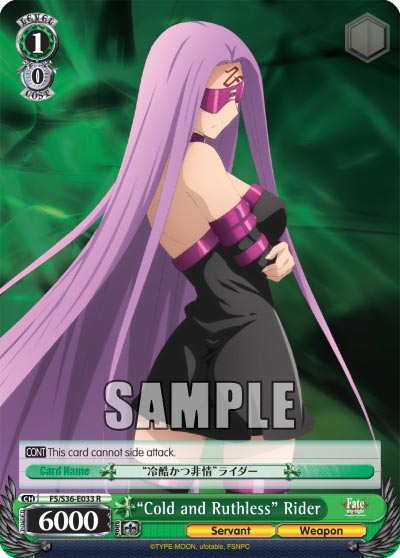 LEVEL
1
0
COST
SAMPLE
CONT This card cannot side attack.
Card Name
“冷酷かつ非情”ライダー
CH FS/S36-E033 R
6000
“Cold and Ruthless” Rider
Fate
Servant
Weapon
©TYPE-MOON, ufotable, FSNPC